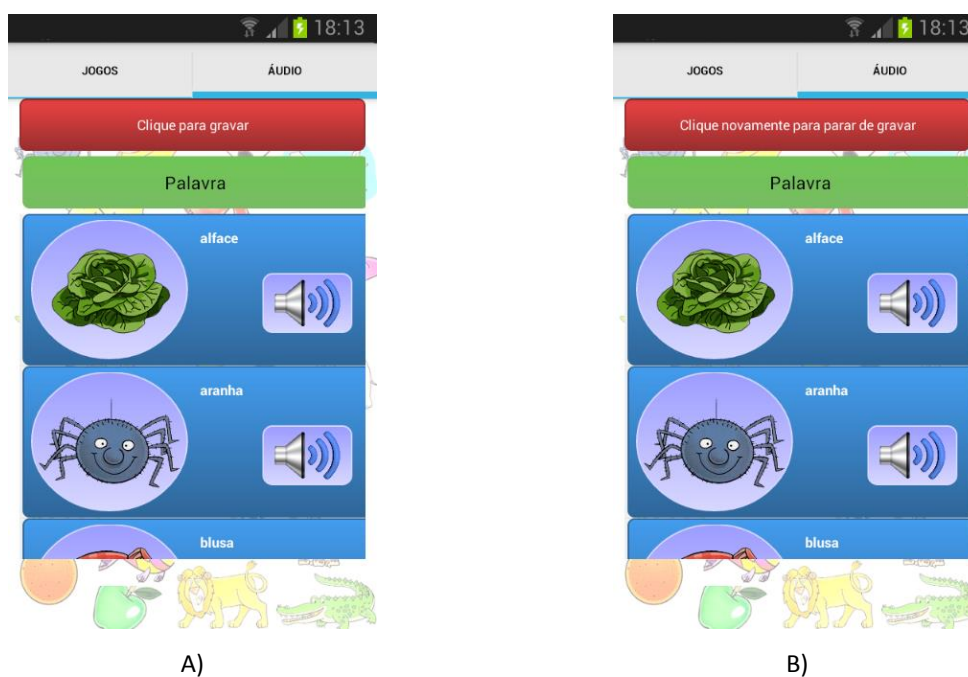 18:13
JOGOS ÁUDIO
Clique para gravar
Palavra
alface
aranha
blusa
A)
18:13
JOGOS ÁUDIO
Clique novamente para parar de gravar
Palavra
alface
aranha
blusa
B)